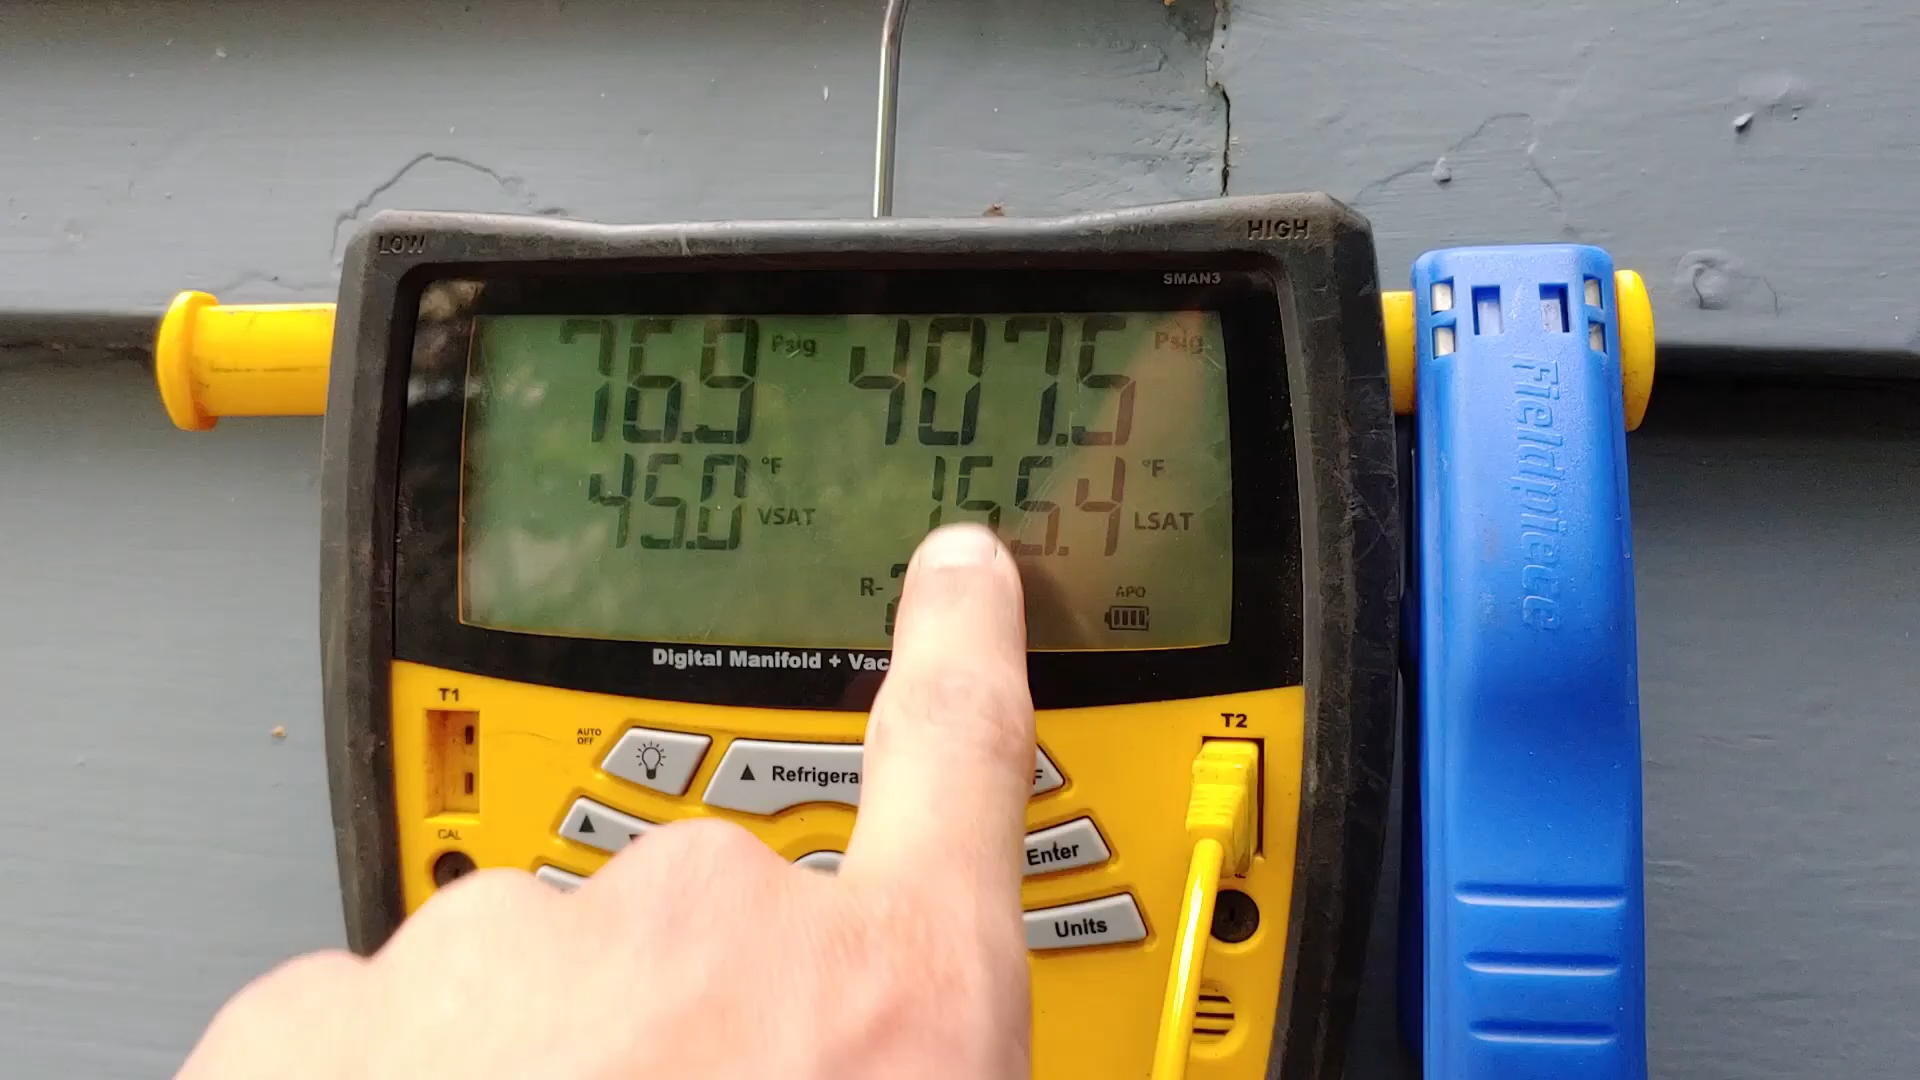 LOW
HIGH
SMAN3
76.9 Psig 407.5 Psig
45.0 °F VSAT 155.4 °F LSAT
R-
APO
Digital Manifold + Vac
Fieldpiece
T1
T2
AUTO OFF
▲ Refrigera
F
▲
CAL
Enter
Units